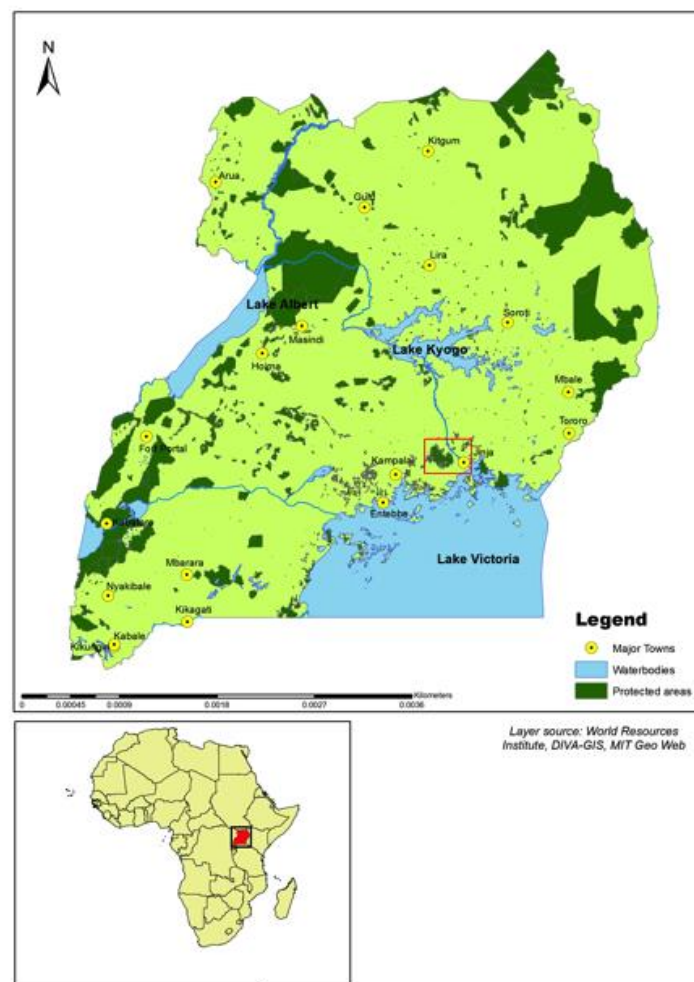 N
Kitgum
Arua
Gulu
Lira
Lake Albert
Soroti
Masindi
Lake Kyogo
Hoima
Mbale
Tororo
Fort Portal
Jinja
Kampala
Entebbe
Lake Victoria
Mbarara
Nyakibale
Kikagati
Kabale
Legend
Major Towns
Waterbodies
Protected areas
Kilometers
0 0.00045 0.0009 0.0018 0.0027 0.0036
Layer source: World Resources
Institute, DIVA-GIS, MIT Geo Web